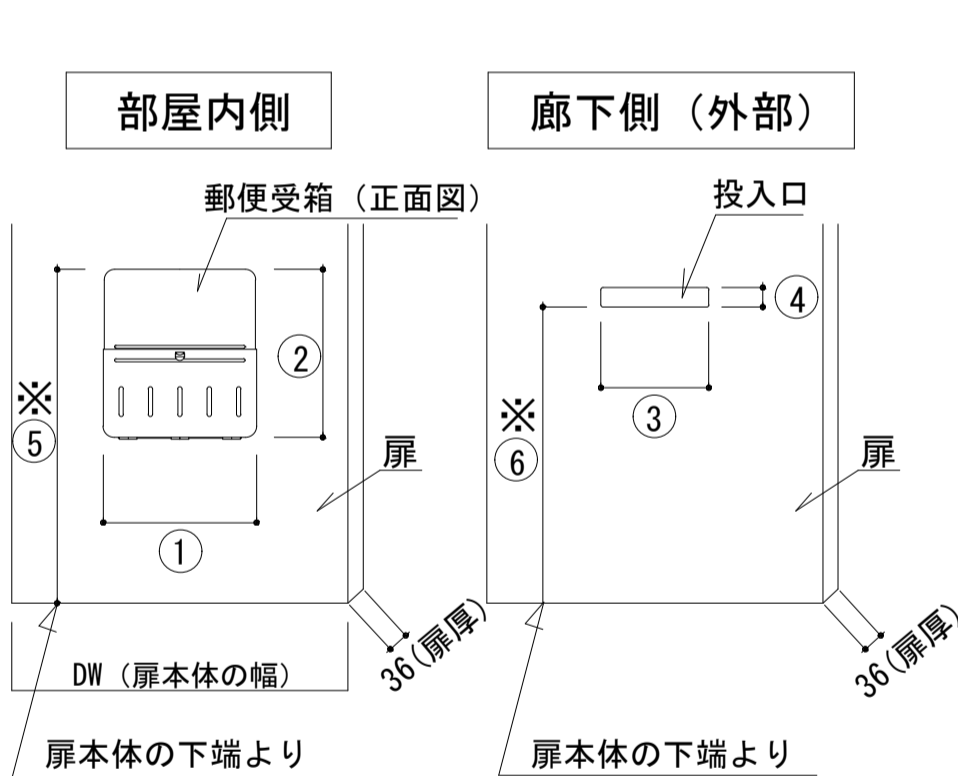 部屋内側
廊下側（外部）
郵便受箱（正面図）
投入口
④
②
※
⑤
③
※
⑥
扉
扉
①
36(扉厚)
36(扉厚)
DW（扉本体の幅）
扉本体の下端より
扉本体の下端より